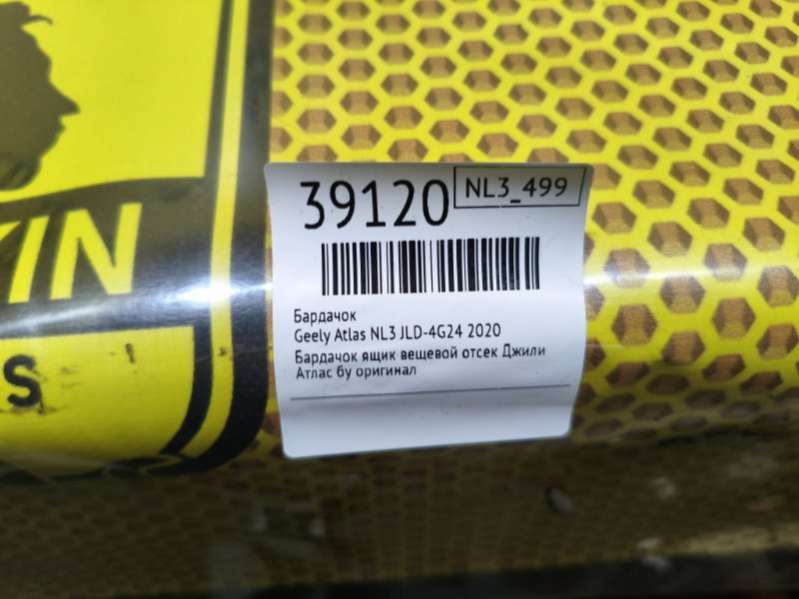 39120
NL3_499
Бардачок
Geely Atlas NL3 JLD-4G24 2020
Бардачок ящик вещевой отсек Джили
Атлас бу оригинал